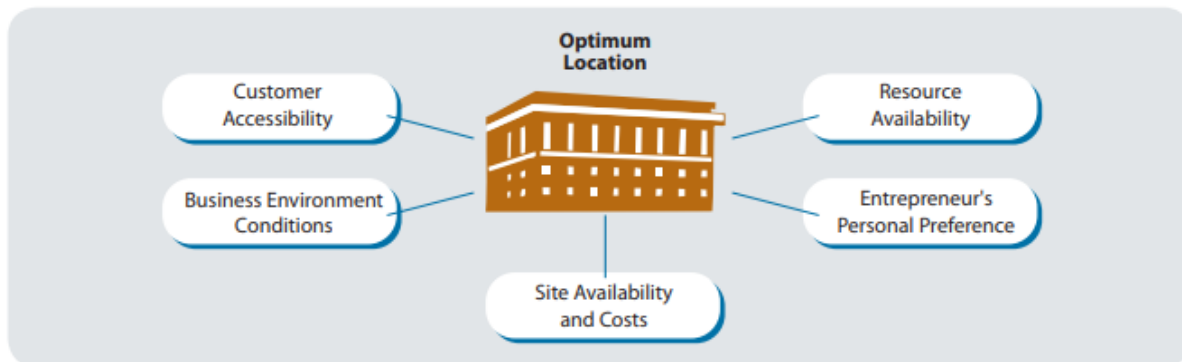 Optimum
Location
Customer
Accessibility
Resource
Availability
Business Environment
Conditions
Entrepreneur's
Personal Preference
Site Availability
and Costs